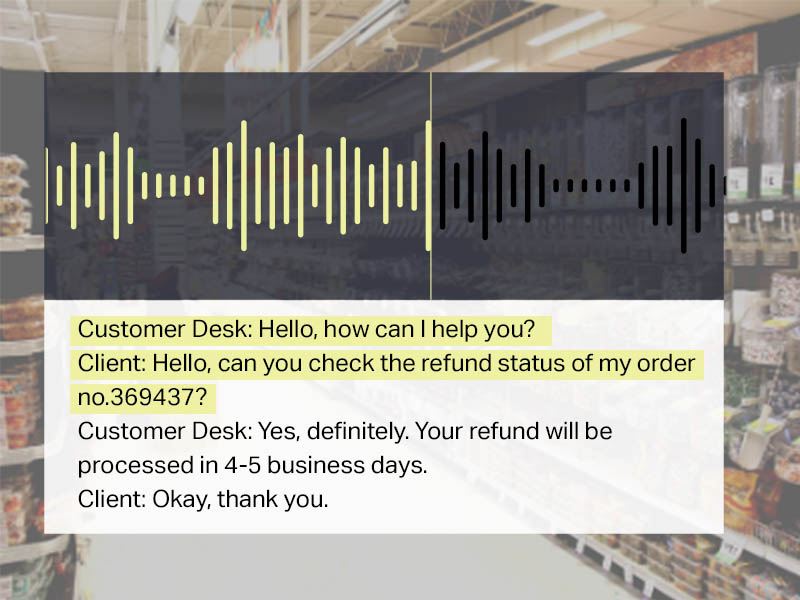 Customer Desk: Hello, how can I help you?
Client: Hello, can you check the refund status of my order
no.369437?
Customer Desk: Yes, definitely. Your refund will be
processed in 4-5 business days.
Client: Okay, thank you.